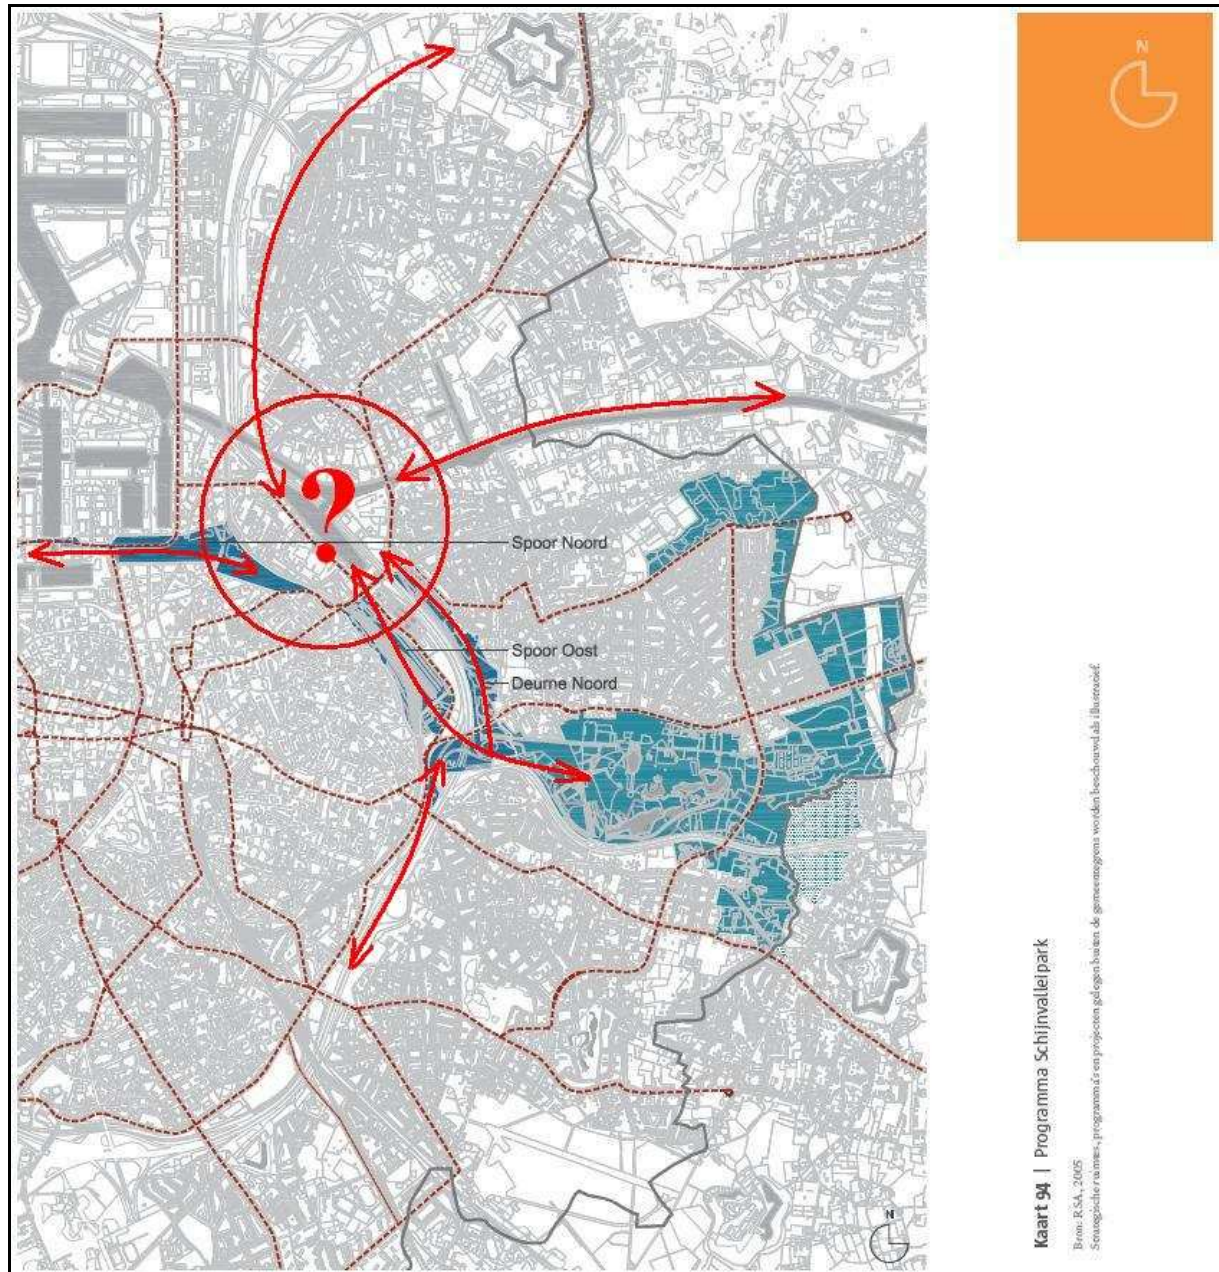 N
?
Spoor Noord
Spoor Oost
Deurne Noord
N
Kaart 94 | Programma Schijnvalleipark
Bron: RSA, 2005
Strategische ruimtes, programma's en projecten gelegen buiten de gemeentegrens worden beschouwd als illustratief.